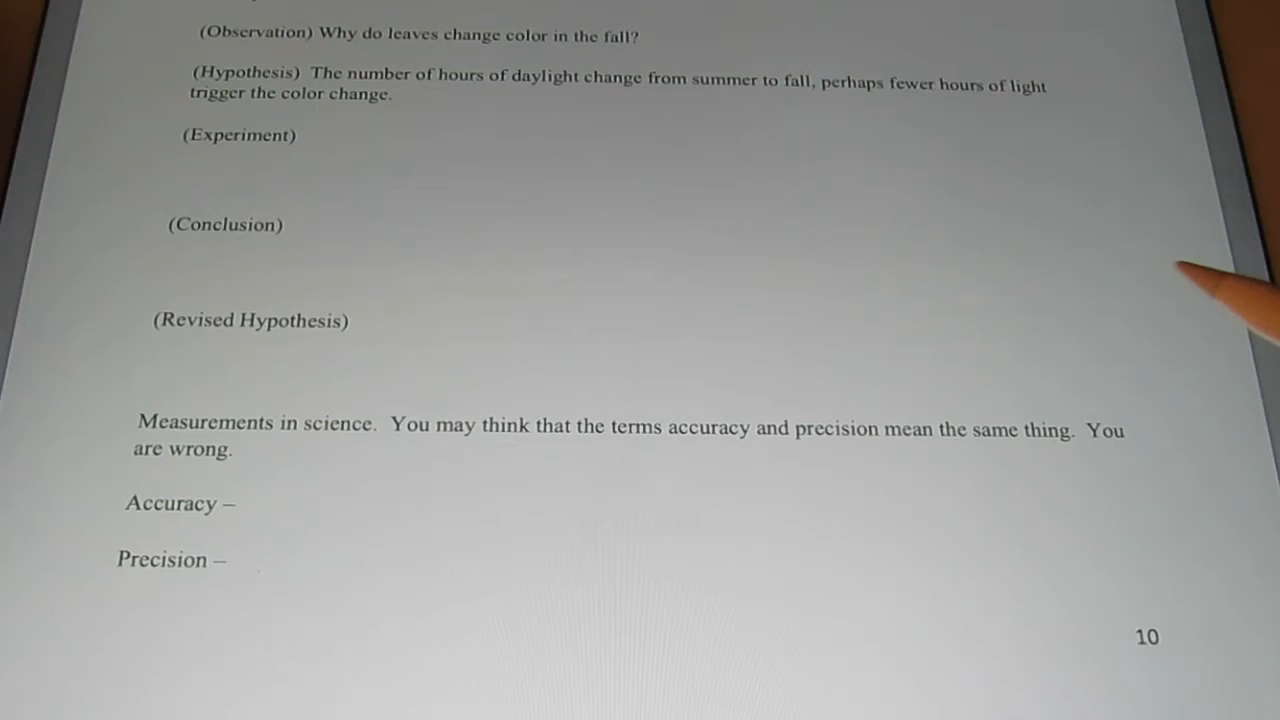 (Observation) Why do leaves change color in the fall?
(Hypothesis) The number of hours of daylight change from summer to fall, perhaps fewer hours of light
trigger the color change.
(Experiment)
(Conclusion)
(Revised Hypothesis)
Measurements in science. You may think that the terms accuracy and precision mean the same thing. You
are wrong.
Accuracy –
Precision –
10